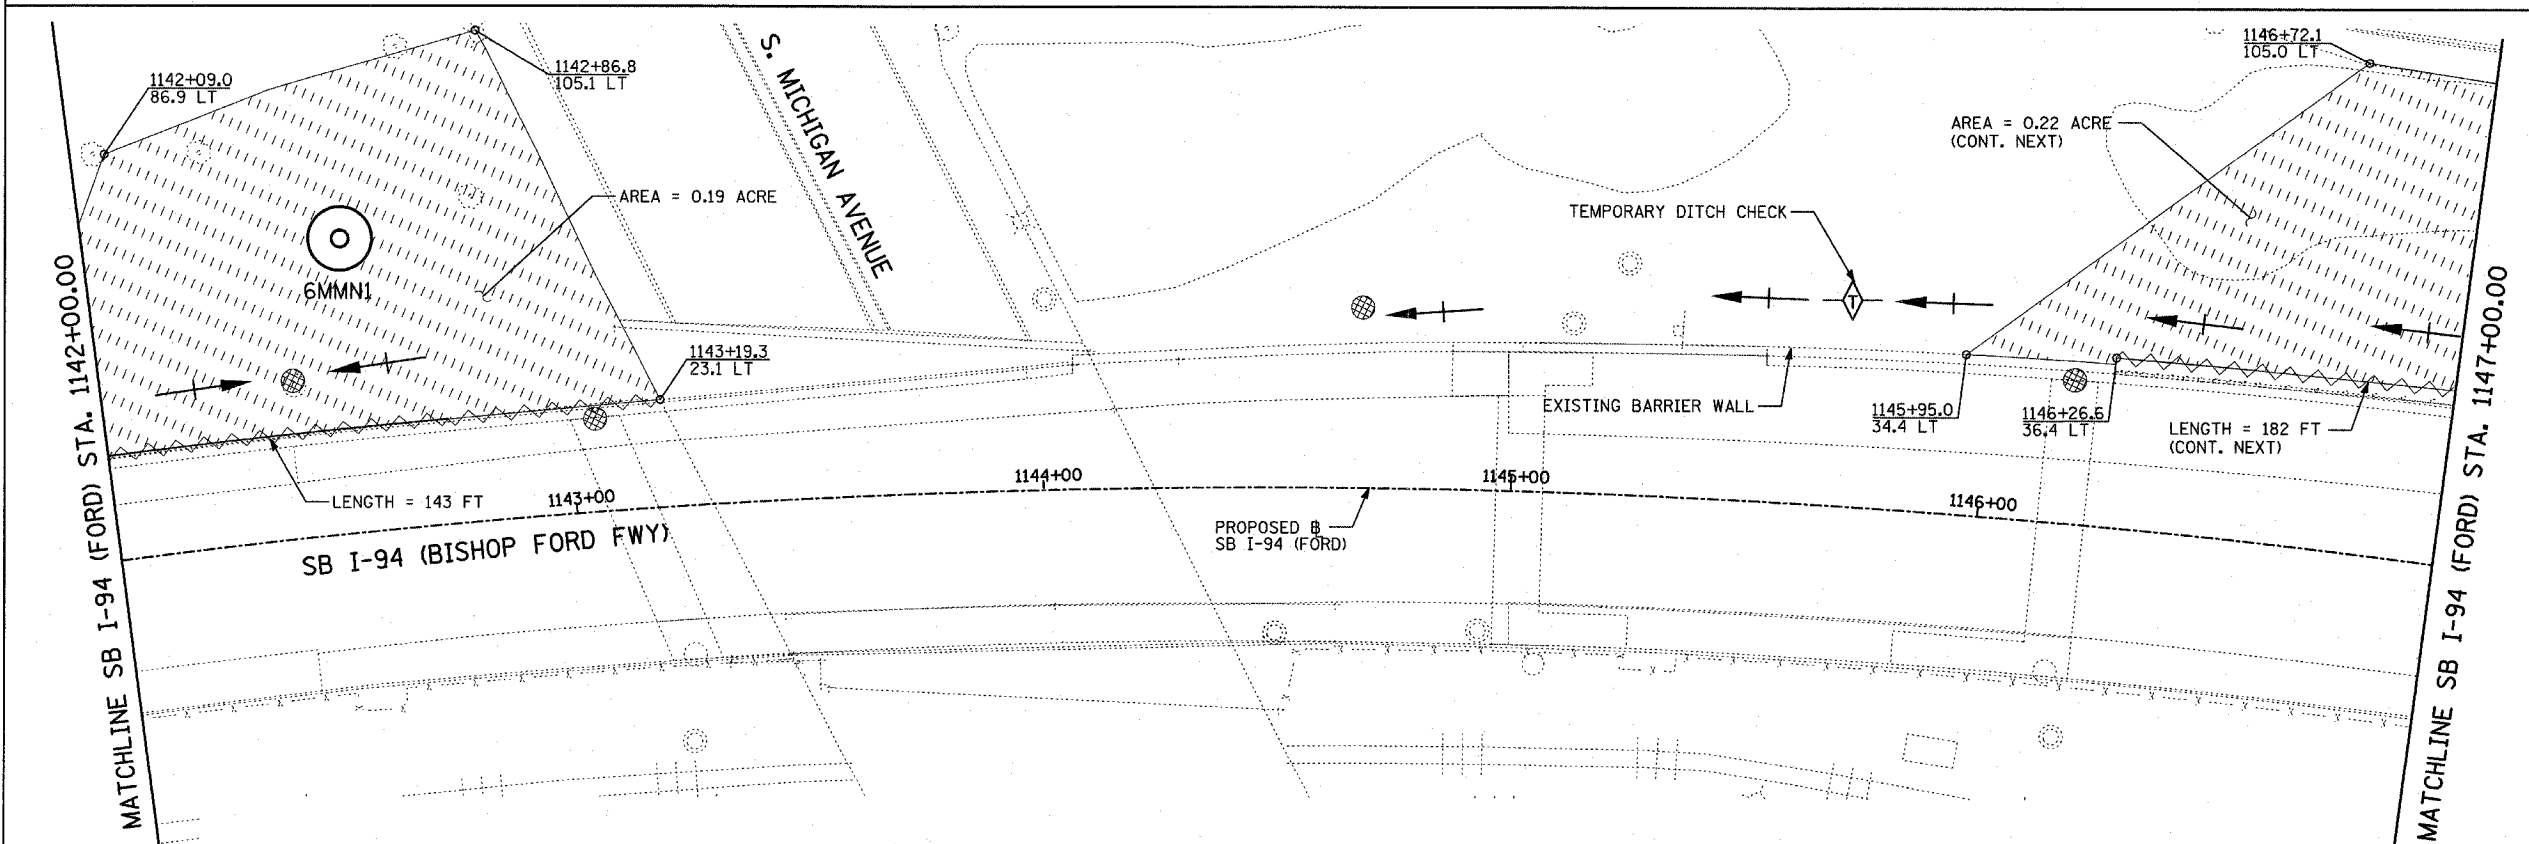 MATCHLINE SB I-94 (FORD) STA. 1142+00.00
1142+09.0
86.9 LT
1142+86.8
105.1 LT
S. MICHIGAN AVENUE
AREA = 0.19 ACRE
6MMN1
1143+19.3
23.1 LT
LENGTH = 143 FT
1143+00
SB I-94 (BISHOP FORD FWY)
1144+00
PROPOSED ℄
SB I-94 (FORD)
1145+00
EXISTING BARRIER WALL
TEMPORARY DITCH CHECK
T
1146+72.1
105.0 LT
AREA = 0.22 ACRE
(CONT. NEXT)
1145+95.0
34.4 LT
1146+26.6
36.4 LT
LENGTH = 182 FT
(CONT. NEXT)
1146+00
MATCHLINE SB I-94 (FORD) STA. 1147+00.00